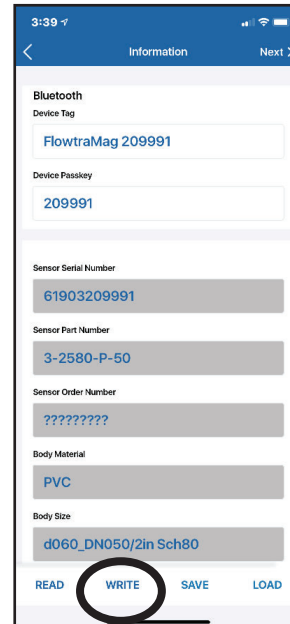 3:39
Information
Next
Bluetooth
Device Tag
FlowtraMag 209991
Device Passkey
209991
Sensor Serial Number
61903209991
Sensor Part Number
3-2580-P-50
Sensor Order Number
?????????
Body Material
PVC
Body Size
d060_DN050/2in Sch80
READ WRITE SAVE LOAD